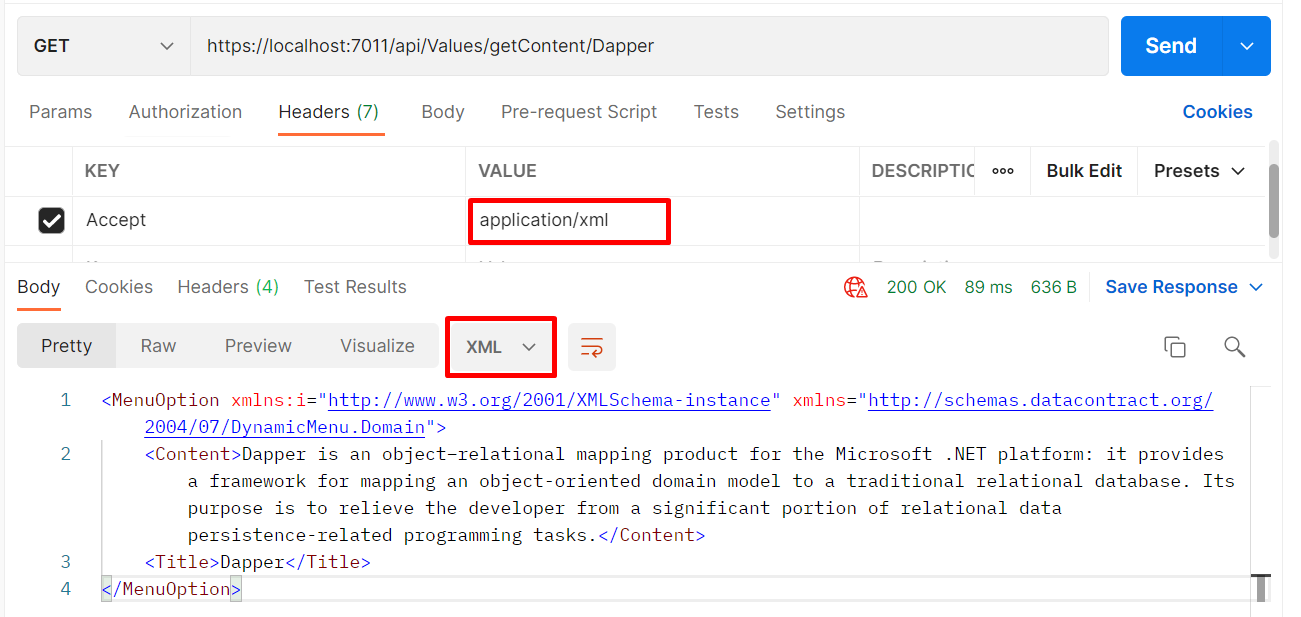 GET https://localhost:7011/api/Values/getContent/Dapper Send
Params Authorization Headers (7) Body Pre-request Script Tests Settings Cookies
KEY VALUE DESCRIPTIC ooo Bulk Edit Presets
Accept application/xml
Body Cookies Headers (4) Test Results 200 OK 89 ms 636 B Save Response
Pretty Raw Preview Visualize XML
1 <MenuOption xmlns:i="http://www.w3.org/2001/XMLSchema-instance" xmlns="http://schemas.datacontract.org/
2004/07/DynamicMenu.Domain">
2 <Content>Dapper is an object–relational mapping product for the Microsoft .NET platform: it provides
a framework for mapping an object-oriented domain model to a traditional relational database. Its
purpose is to relieve the developer from a significant portion of relational data
persistence-related programming tasks.</Content>
3 <Title>Dapper</Title>
4 </MenuOption>